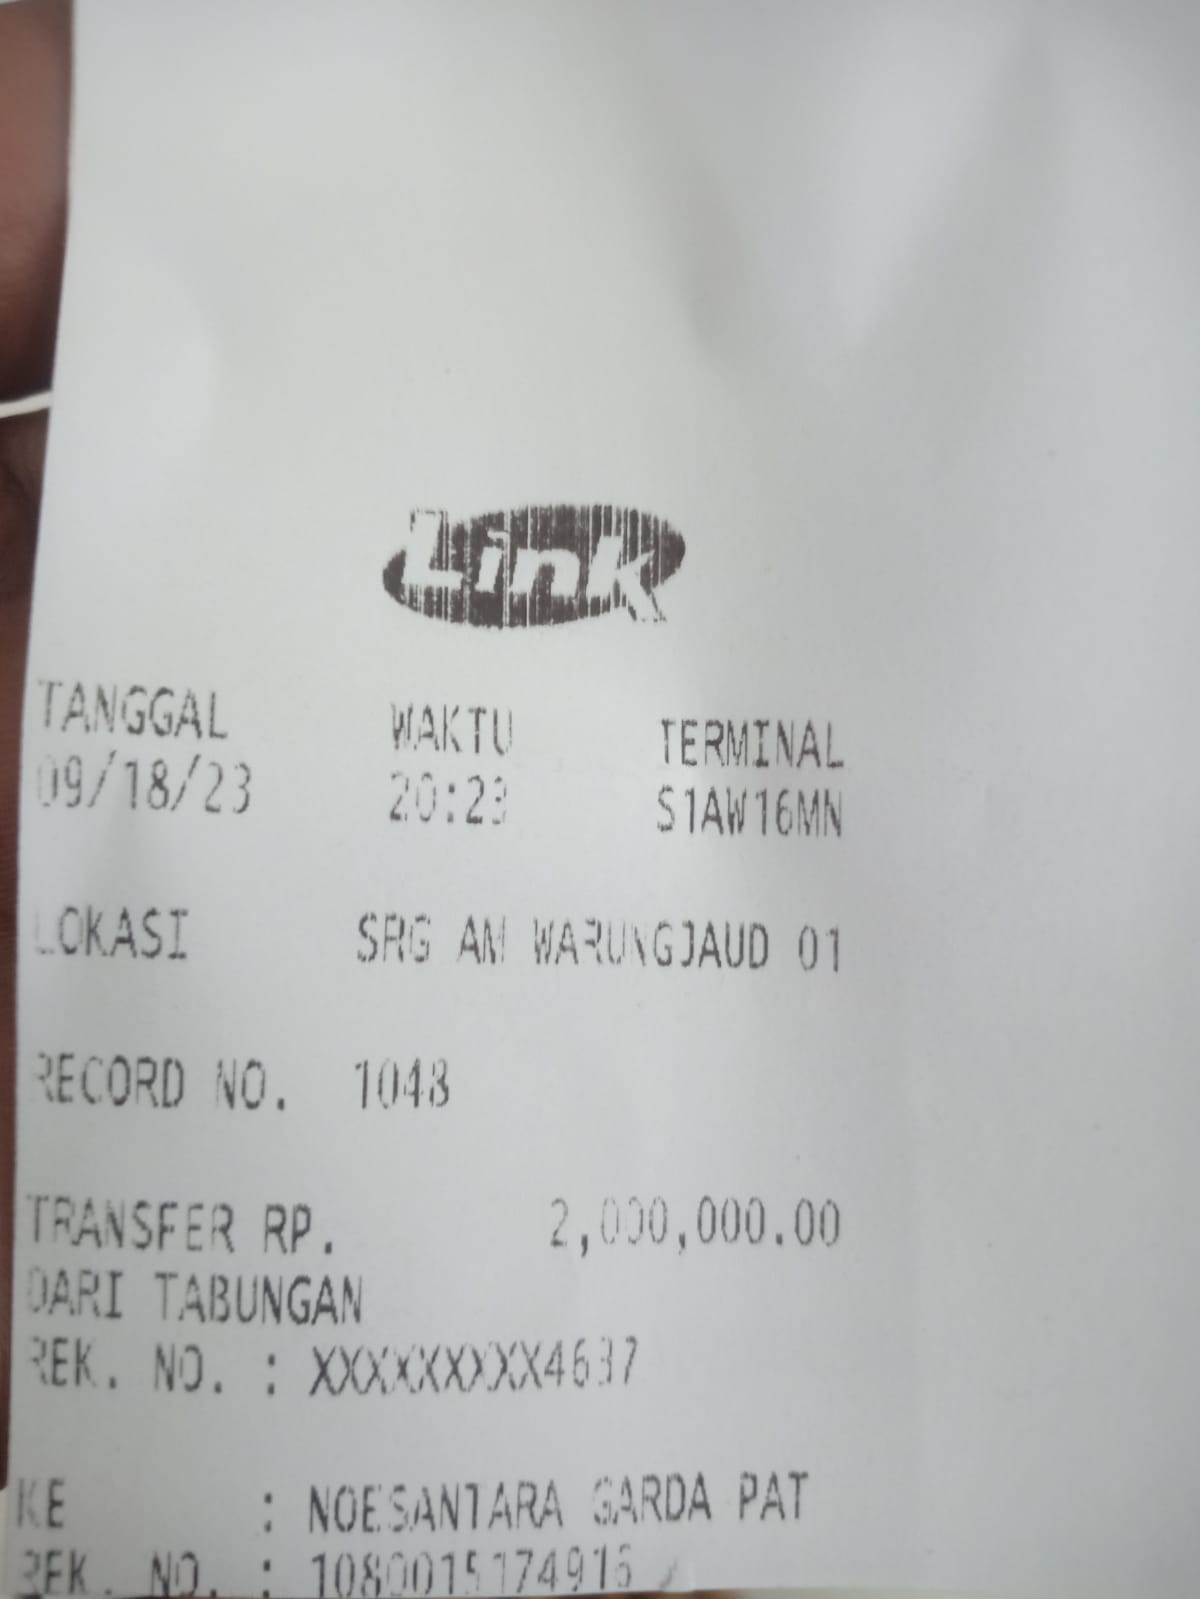 Link
TANGGAL WAKTU TERMINAL
09/18/23 20:23 S1AW16MN
LOKASI SRG AM WARUNGJAUD 01
RECORD NO. 1048
TRANSFER RP. 2,000,000.00
DARI TABUNGAN
REK. NO. : XXXXXXXXX4637
KE : NOESANTARA GARDA PAT
REK. NO. : 1080015174916